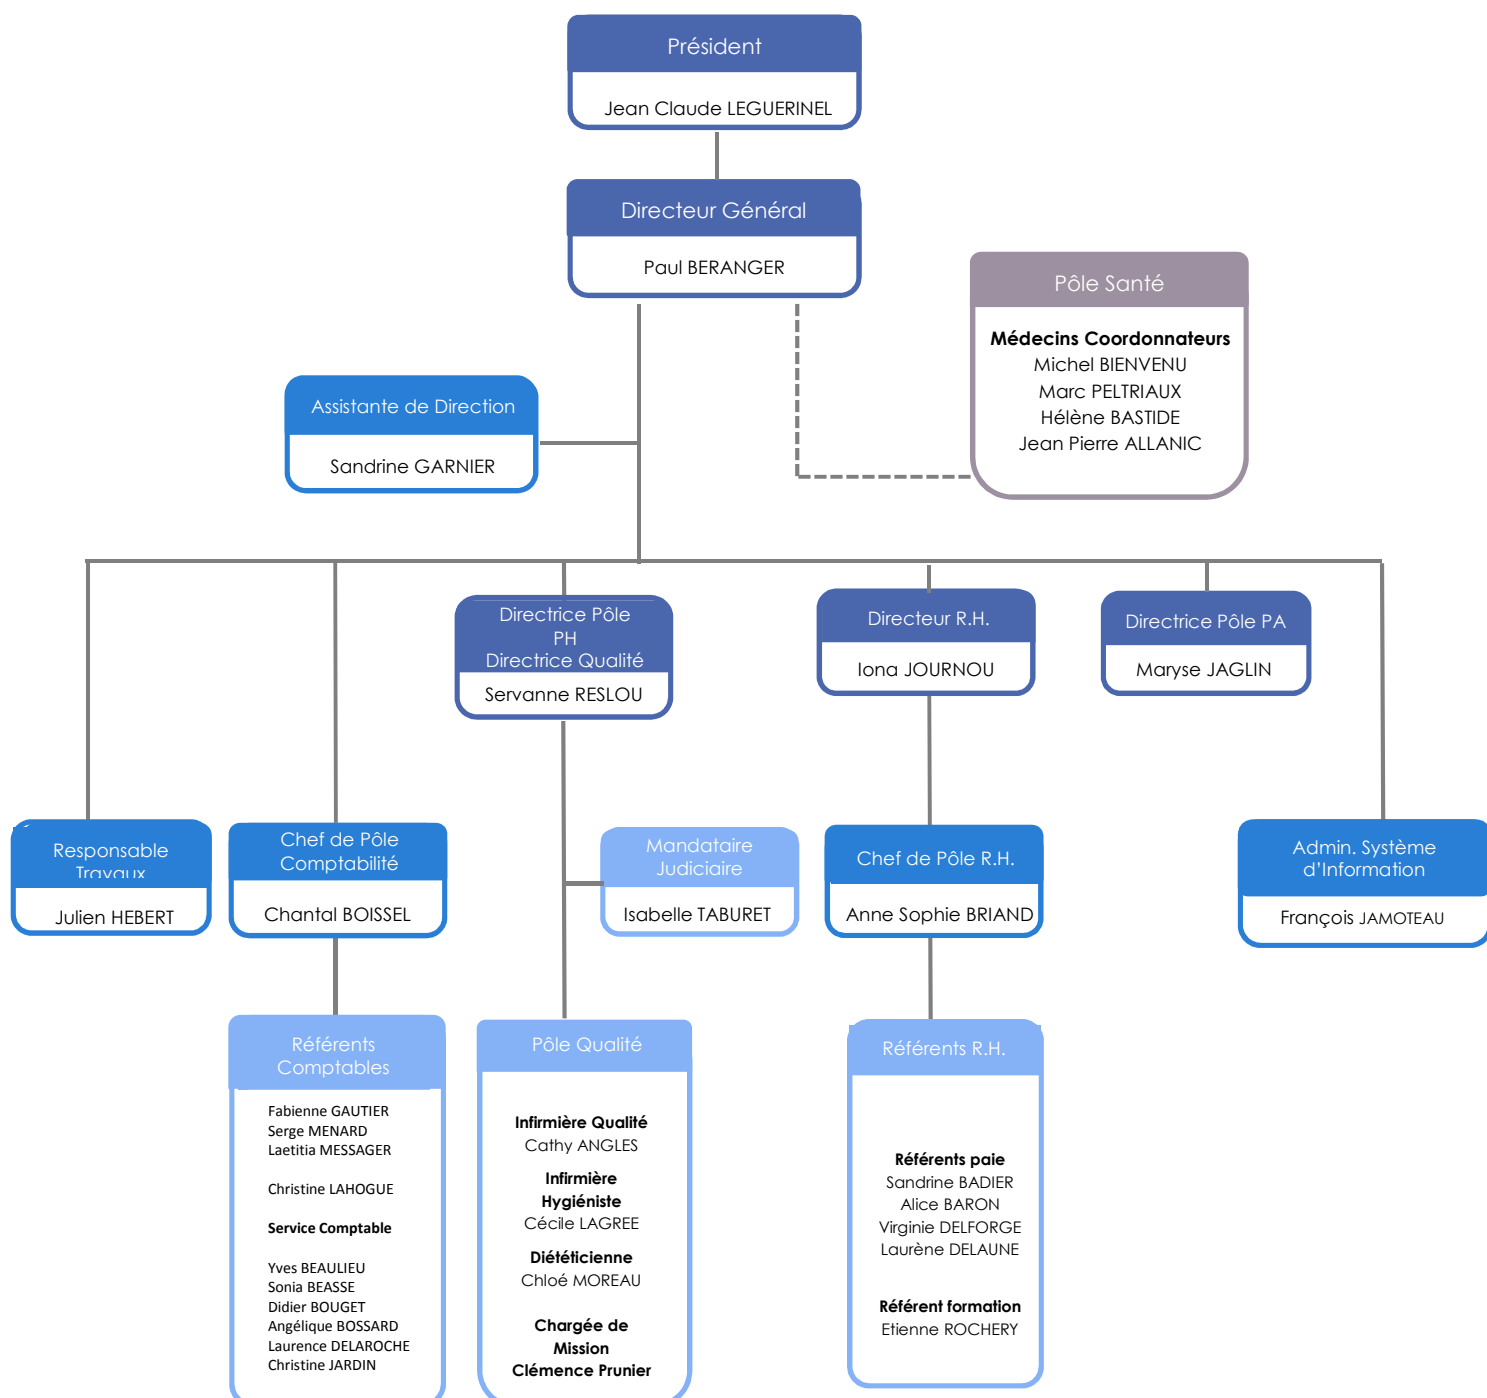 Président
Jean Claude LEGUERINEL
Directeur Général
Paul BERANGER
Pôle Santé
Médecins Coordonnateurs
Michel BIENVENU
Marc PELTRIAUX
Hélène BASTIDE
Jean Pierre ALLANIC
Assistante de Direction
Sandrine GARNIER
Directrice Pôle
PH
Directrice Qualité
Servanne RESLOU
Directeur R.H.
Iona JOURNOU
Directrice Pôle PA
Maryse JAGLIN
Responsable
Travaux
Julien HEBERT
Chef de Pôle
Comptabilité
Chantal BOISSEL
Mandataire
Judiciaire
Isabelle TABURET
Chef de Pôle R.H.
Anne Sophie BRIAND
Admin. Système
d'Information
François JAMOTEAU
Référents
Comptables
Fabienne GAUTIER
Serge MENARD
Laetitia MESSAGER
Christine LAHOGUE
Service Comptable
Yves BEAULIEU
Sonia BEASSE
Didier BOUGET
Angélique BOSSARD
Laurence DELAROCHE
Christine JARDIN
Pôle Qualité
Infirmière Qualité
Cathy ANGLES
Infirmière
Hygiéniste
Cécile LAGREE
Diététicienne
Chloé MOREAU
Chargée de
Mission
Clémence Prunier
Référents R.H.
Référents paie
Sandrine BADIER
Alice BARON
Virginie DELFORGE
Laurène DELAUNE
Référent formation
Etienne ROCHERY